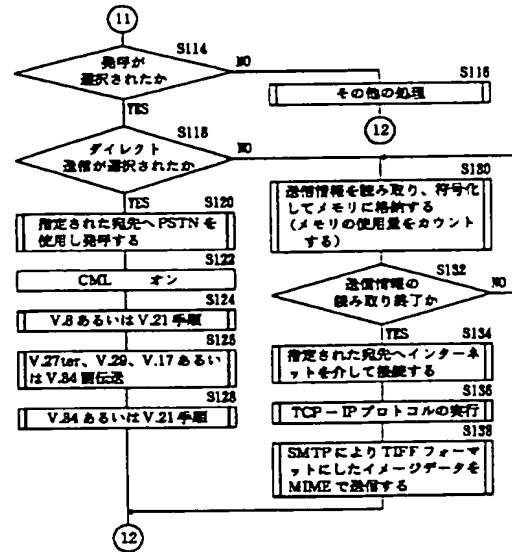 11
S114
発呼が
選択されたか
NO
YES
S116
その他の処理
12
S118
ダイレクト
送信が選択されたか
NO
YES
S120
指定された宛先へPSTNを
使用し発呼する
S122
CML オン
S124
V.8あるいはV.21手順
S126
V.27ter、V.29、V.17あるい
はV.34画伝送
S128
V.34あるいはV.21手順
S130
送信情報を読み取り、符号化
してメモリに格納する
(メモリの使用量をカウント
する)
S132
送信情報の
読み取り終了か
NO
YES
S134
指定された宛先へインターネ
ットを介して接続する
S136
TCP－IPプロトコルの実行
S138
SMTPによりTIFFフォーマ
ットにしたイメージデータを
MIMEで送信する
12